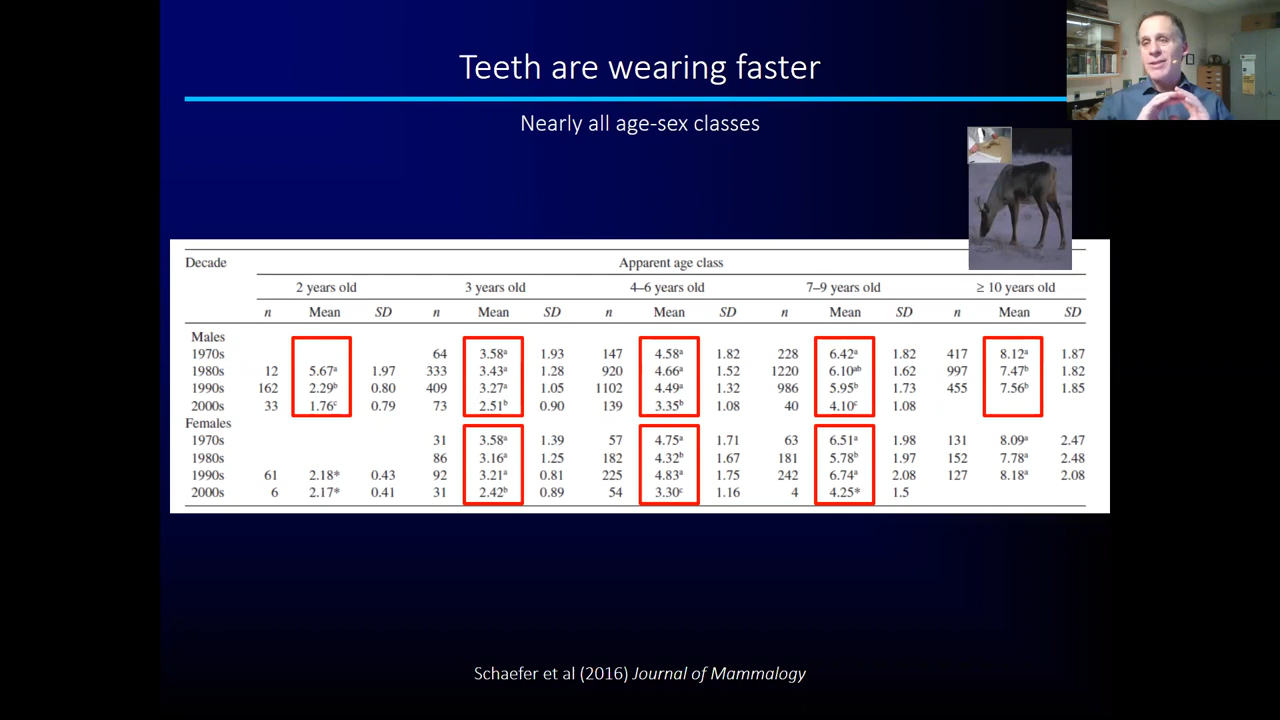 Teeth are wearing faster
Nearly all age-sex classes
Decade Apparent age class
2 years old 3 years old 4–6 years old 7–9 years old ≥ 10 years old
n Mean SD n Mean SD n Mean SD n Mean SD n Mean SD
Males
1970s 64 3.58ᵃ 1.93 147 4.58ᵃ 1.82 228 6.42ᵃ 1.82 417 8.12ᵃ 1.87
1980s 12 5.67ᵃ 1.97 333 3.43ᵃ 1.28 920 4.66ᵃ 1.52 1220 6.10ᵃᵇ 1.62 997 7.47ᵇ 1.82
1990s 162 2.29ᵇ 0.80 409 3.27ᵃ 1.05 1102 4.49ᵃ 1.32 986 5.95ᵇ 1.73 455 7.56ᵇ 1.85
2000s 33 1.76ᶜ 0.79 73 2.51ᵇ 0.90 139 3.35ᵇ 1.08 40 4.10ᶜ 1.08
Females
1970s 31 3.58ᵃ 1.39 57 4.75ᵃ 1.71 63 6.51ᵃ 1.98 131 8.09ᵃ 2.47
1980s 86 3.16ᵃ 1.25 182 4.32ᵇ 1.67 181 5.78ᵇ 1.97 152 7.78ᵃ 2.48
1990s 61 2.18* 0.43 92 3.21ᵃ 0.81 225 4.83ᵃ 1.75 242 6.74ᵃ 2.08 127 8.18ᵃ 2.08
2000s 6 2.17* 0.41 31 2.42ᵇ 0.89 54 3.30ᶜ 1.16 4 4.25* 1.5
Schaefer et al (2016) Journal of Mammalogy